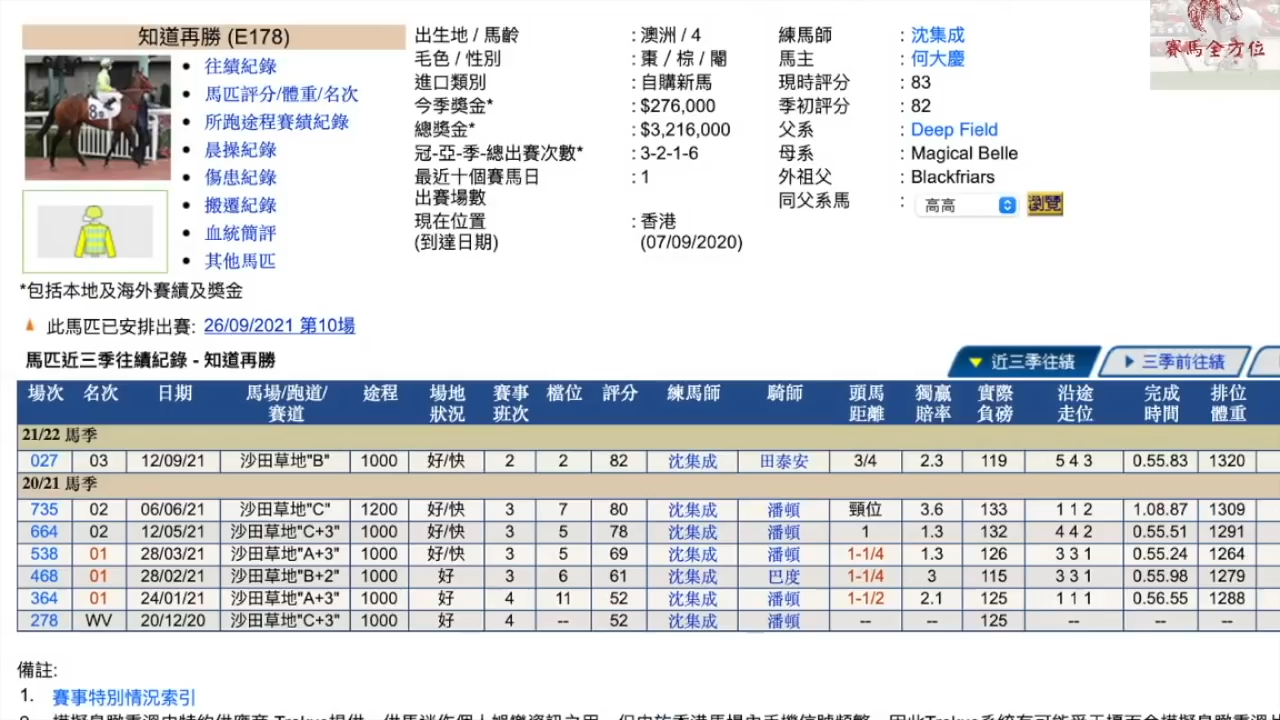 知道再勝 (E178)
往績紀錄
馬匹評分/體重/名次
所跑途程賽績紀錄
晨操紀錄
傷患紀錄
搬遷紀錄
血統簡評
其他馬匹
出生地 / 馬齡 : 澳洲 / 4
毛色 / 性別 : 棗 / 棕 / 閹
進口類別 : 自購新馬
今季獎金* : $276,000
總獎金* : $3,216,000
冠-亞-季-總出賽次數* : 3-2-1-6
最近十個賽馬日 : 1
出賽場數
現在位置 : 香港
(到達日期) (07/09/2020)
練馬師 : 沈集成
馬主 : 何大慶
現時評分 : 83
季初評分 : 82
父系 : Deep Field
母系 : Magical Belle
外祖父 : Blackfriars
同父系馬 : 高高 瀏覽
賽馬全方位
*包括本地及海外賽績及獎金
此馬匹已安排出賽: 26/09/2021 第10場
馬匹近三季往績紀錄 - 知道再勝
近三季往績 三季前往績
場次 名次 日期 馬場/跑道/賽道 途程 場地狀況 賽事班次 檔位 評分 練馬師 騎師 頭馬距離 獨贏賠率 實際負磅 沿途走位 完成時間 排位體重
21/22 馬季
027 03 12/09/21 沙田草地"B" 1000 好/快 2 2 82 沈集成 田泰安 3/4 2.3 119 5 4 3 0.55.83 1320
20/21 馬季
735 02 06/06/21 沙田草地"C" 1200 好/快 3 7 80 沈集成 潘頓 頸位 3.6 133 1 1 2 1.08.87 1309
664 02 12/05/21 沙田草地"C+3" 1000 好/快 3 5 78 沈集成 潘頓 1 1.3 132 4 4 2 0.55.51 1291
538 01 28/03/21 沙田草地"A+3" 1000 好/快 3 5 69 沈集成 潘頓 1-1/4 1.3 126 3 3 1 0.55.24 1264
468 01 28/02/21 沙田草地"B+2" 1000 好 3 6 61 沈集成 巴度 1-1/4 3 115 3 3 1 0.55.98 1279
364 01 24/01/21 沙田草地"A+3" 1000 好 4 11 52 沈集成 潘頓 1-1/2 2.1 125 1 1 1 0.56.55 1288
278 WV 20/12/20 沙田草地"C+3" 1000 好 4 -- 52 沈集成 潘頓 -- -- 125 -- -- --
備註:
1. 賽事特別情況索引